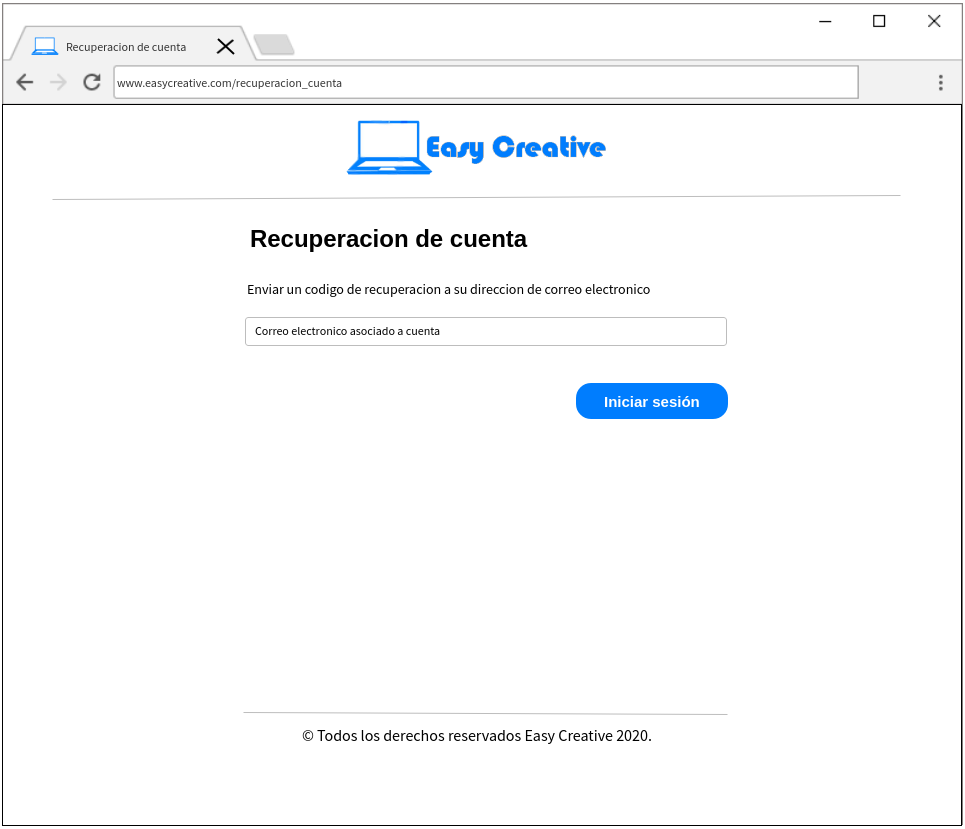 Recuperacion de cuenta
www.easycreative.com/recuperacion_cuenta
Easy Creative
Recuperacion de cuenta
Enviar un codigo de recuperacion a su direccion de correo electronico
Correo electronico asociado a cuenta
Iniciar sesión
© Todos los derechos reservados Easy Creative 2020.